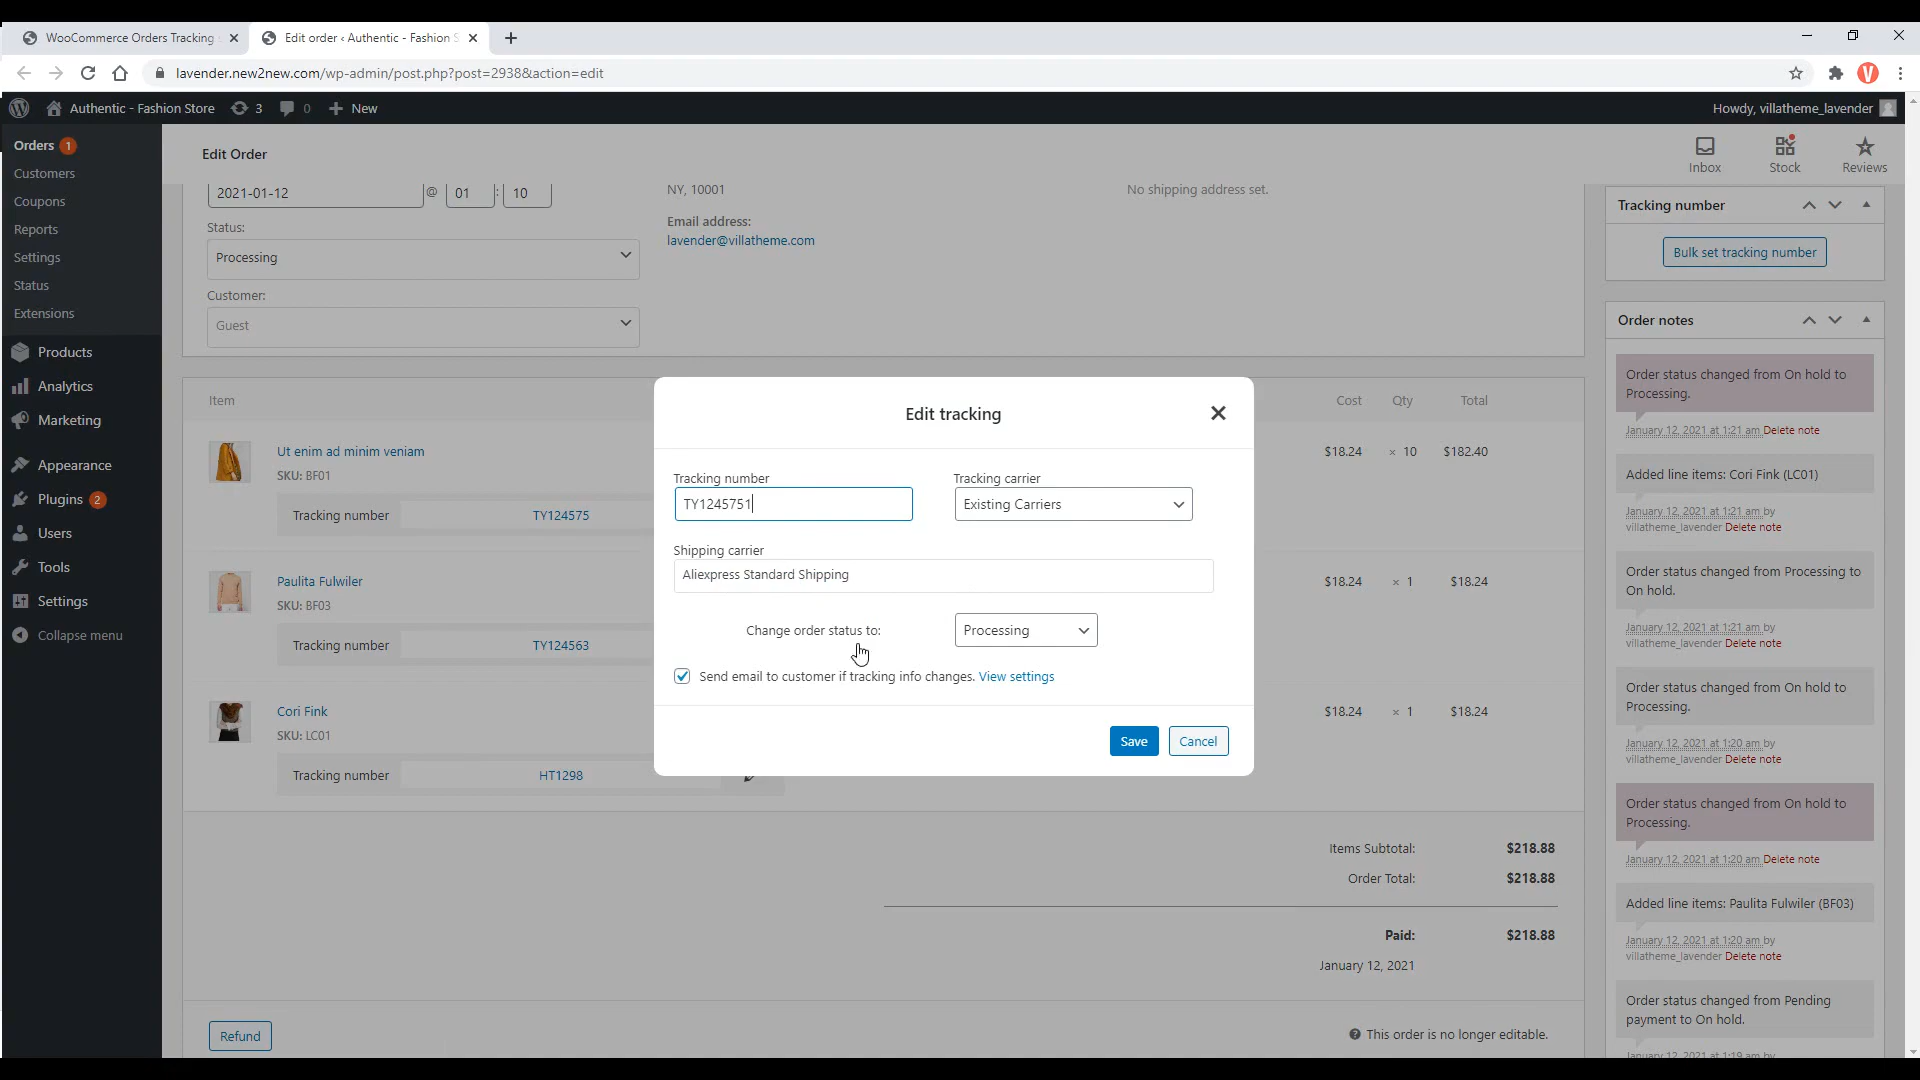 WooCommerce Orders Tracking
Edit order ‹ Authentic - Fashion S
lavender.new2new.com/wp-admin/post.php?post=2938&action=edit
V
Authentic - Fashion Store
3
0
New
Howdy, villatheme_lavender
Orders 1
Customers
Coupons
Reports
Settings
Status
Extensions
Products
Analytics
Marketing
Appearance
Plugins 2
Users
Tools
Settings
Collapse menu
Edit Order
Inbox
Stock
Reviews
2021-01-12 @ 01 : 10
Status:
Processing
Customer:
Guest
NY, 10001
Email address:
lavender@villatheme.com
No shipping address set.
Item
Cost
Qty
Total
Ut enim ad minim veniam
SKU: BF01
Tracking number
TY124575
$18.24 × 10 $182.40
Paulita Fulwiler
SKU: BF03
Tracking number
TY124563
$18.24 × 1 $18.24
Cori Fink
SKU: LC01
Tracking number
HT1298
$18.24 × 1 $18.24
Edit tracking
Tracking number
TY1245751
Tracking carrier
Existing Carriers
Shipping carrier
Aliexpress Standard Shipping
Change order status to:
Processing
Send email to customer if tracking info changes. View settings
Save
Cancel
Items Subtotal: $218.88
Order Total: $218.88
Paid: $218.88
January 12, 2021
Refund
This order is no longer editable.
Tracking number
Bulk set tracking number
Order notes
Order status changed from On hold to
Processing.
January 12, 2021 at 1:21 am Delete note
Added line items: Cori Fink (LC01)
January 12, 2021 at 1:21 am by
villatheme_lavender Delete note
Order status changed from Processing to
On hold.
January 12, 2021 at 1:21 am by
villatheme_lavender Delete note
Order status changed from On hold to
Processing.
January 12, 2021 at 1:20 am by
villatheme_lavender Delete note
Order status changed from On hold to
Processing.
January 12, 2021 at 1:20 am Delete note
Added line items: Paulita Fulwiler (BF03)
January 12, 2021 at 1:20 am by
villatheme_lavender Delete note
Order status changed from Pending
payment to On hold.
January 12, 2021 at 1:19 am by